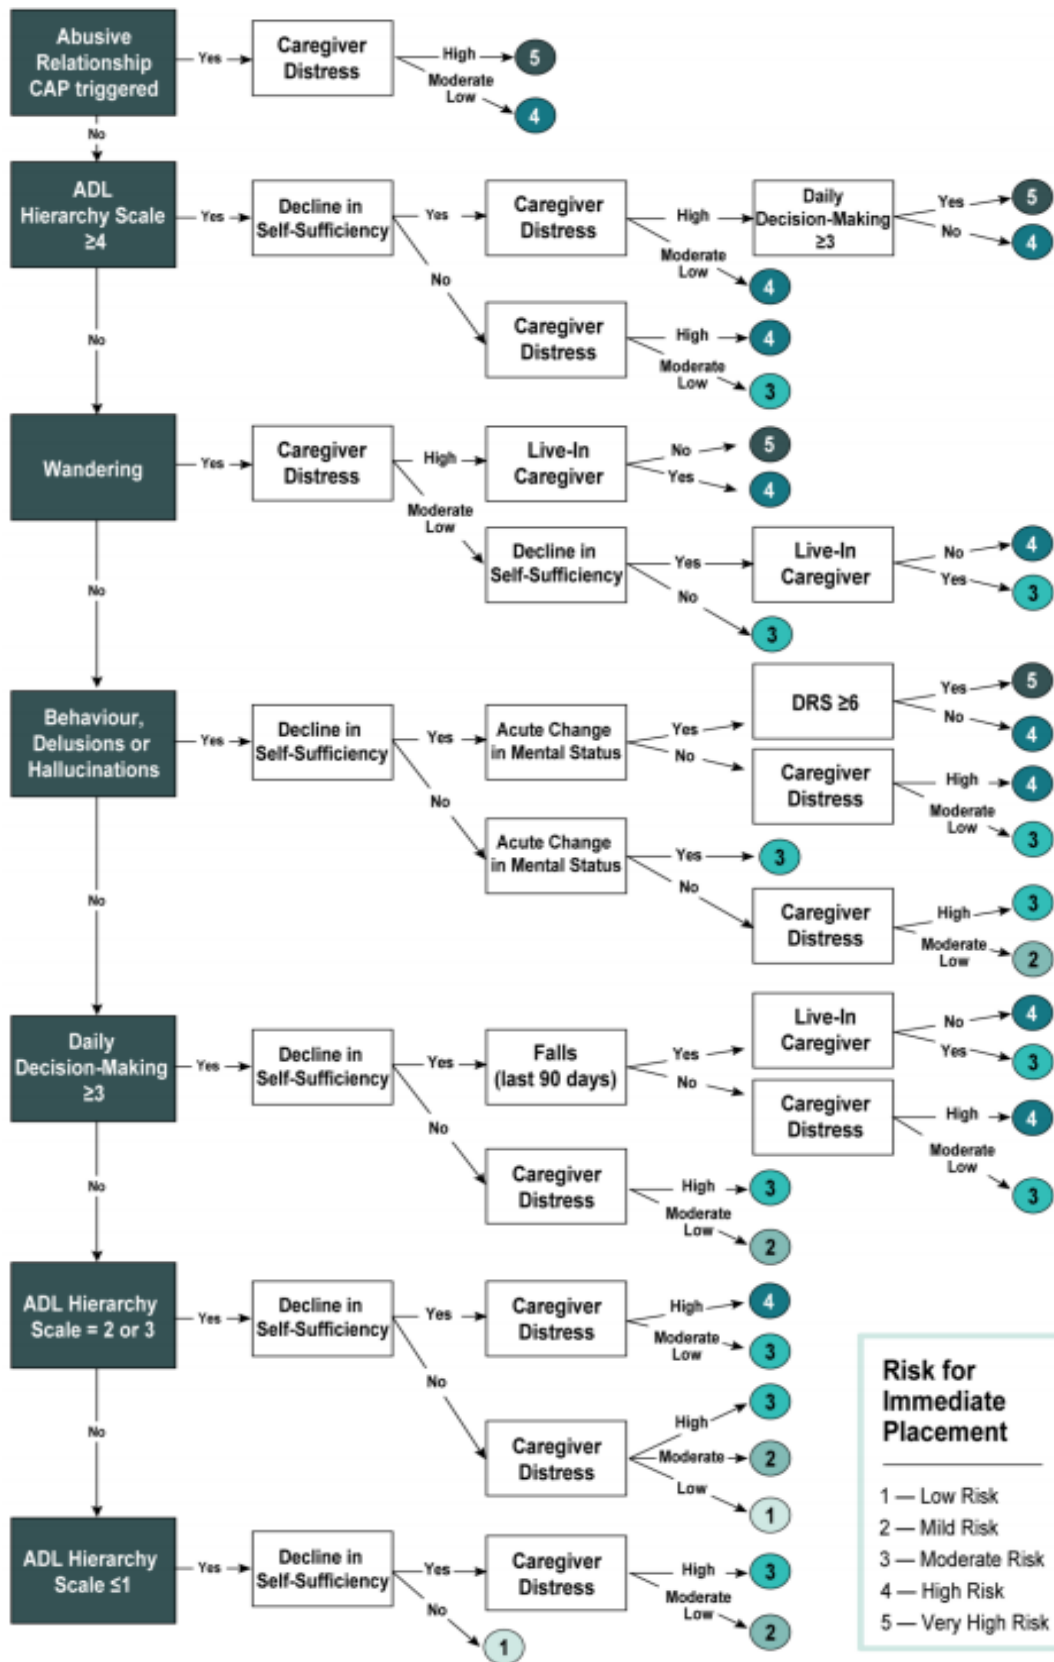 Abusive
Relationship
CAP triggered
Yes
Caregiver
Distress
High
5
Moderate
Low
4
No
ADL
Hierarchy Scale
≥4
Yes
Decline in
Self-Sufficiency
Yes
Caregiver
Distress
High
Daily
Decision-Making
≥3
Yes
5
No
4
Moderate
Low
4
No
Caregiver
Distress
High
4
Moderate
Low
3
No
Wandering
Yes
Caregiver
Distress
High
Live-In
Caregiver
No
5
Yes
4
Moderate
Low
Decline in
Self-Sufficiency
Yes
Live-In
Caregiver
No
4
Yes
3
No
3
No
Behaviour,
Delusions or
Hallucinations
Yes
Decline in
Self-Sufficiency
Yes
Acute Change
in Mental Status
Yes
DRS ≥6
Yes
5
No
4
No
Caregiver
Distress
High
4
Moderate
Low
3
No
Acute Change
in Mental Status
Yes
3
No
Caregiver
Distress
High
3
Moderate
Low
2
No
Daily
Decision-Making
≥3
Yes
Decline in
Self-Sufficiency
Yes
Falls
(last 90 days)
Yes
Live-In
Caregiver
No
4
Yes
3
No
Caregiver
Distress
High
4
Moderate
Low
3
No
Caregiver
Distress
High
3
Moderate
Low
2
No
ADL Hierarchy
Scale = 2 or 3
Yes
Decline in
Self-Sufficiency
Yes
Caregiver
Distress
High
4
Moderate
Low
3
No
Caregiver
Distress
High
3
Moderate
2
Low
1
No
ADL Hierarchy
Scale ≤1
Yes
Decline in
Self-Sufficiency
Yes
Caregiver
Distress
High
3
Moderate
Low
2
No
1
Risk for
Immediate
Placement
1 — Low Risk
2 — Mild Risk
3 — Moderate Risk
4 — High Risk
5 — Very High Risk